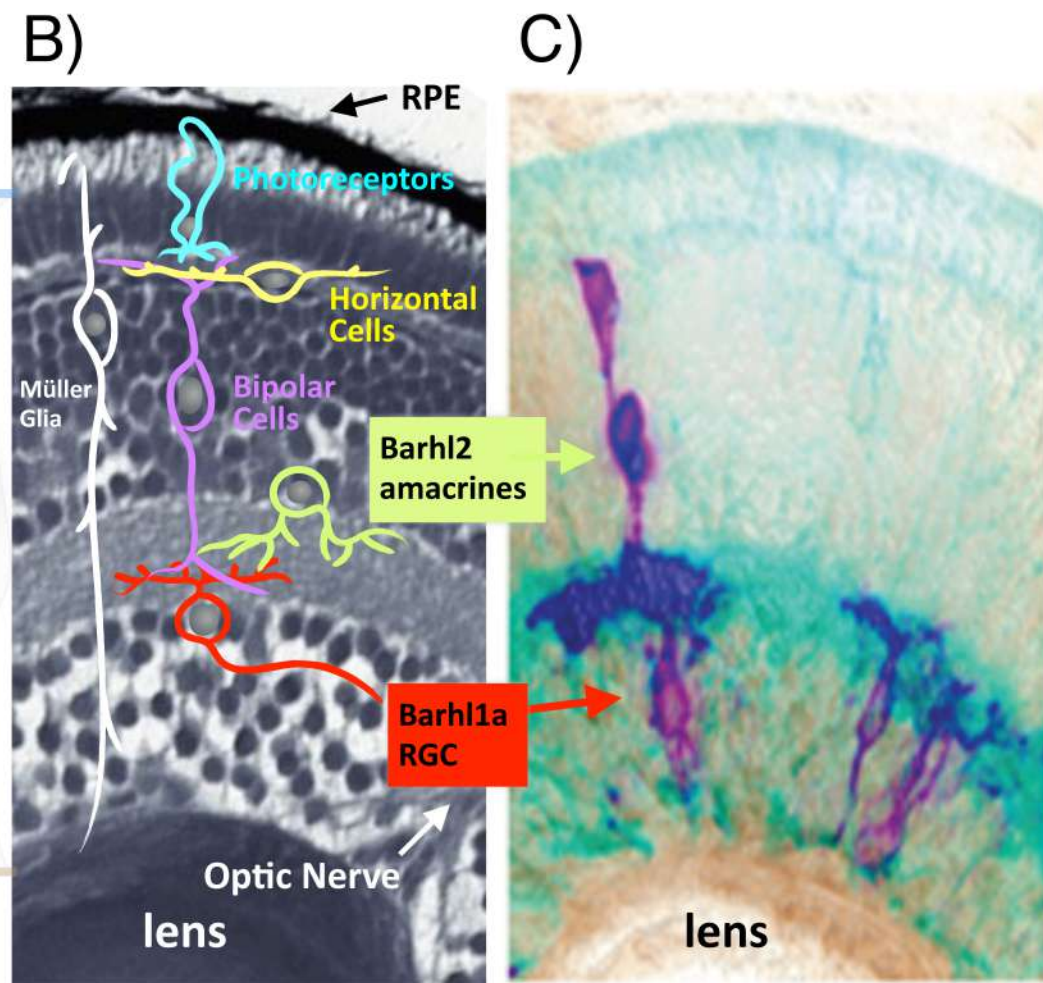 B)
C)
RPE
Photoreceptors
Horizontal
Cells
Müller
Glia
Bipolar
Cells
Barhl2
amacrines
Barhl1a
RGC
Optic Nerve
lens
lens